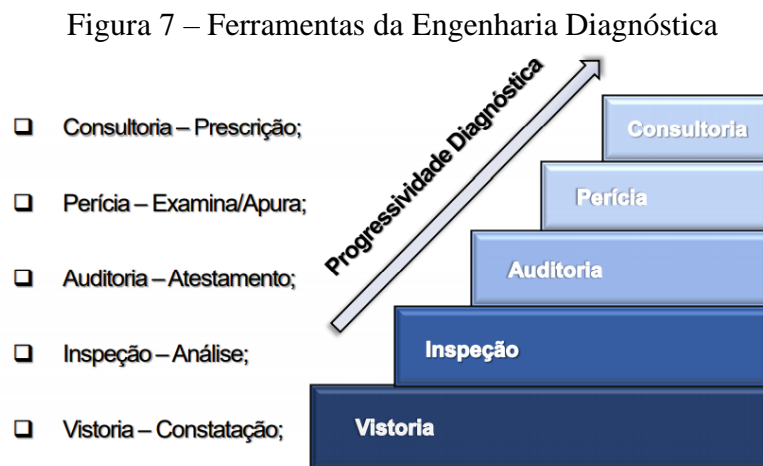 Figura 7 – Ferramentas da Engenharia Diagnóstica
Consultoria – Prescrição;
Perícia – Examina/Apura;
Auditoria – Atestamento;
Inspeção – Análise;
Vistoria – Constatação;
Progressividade Diagnóstica
Consultoria
Perícia
Auditoria
Inspeção
Vistoria